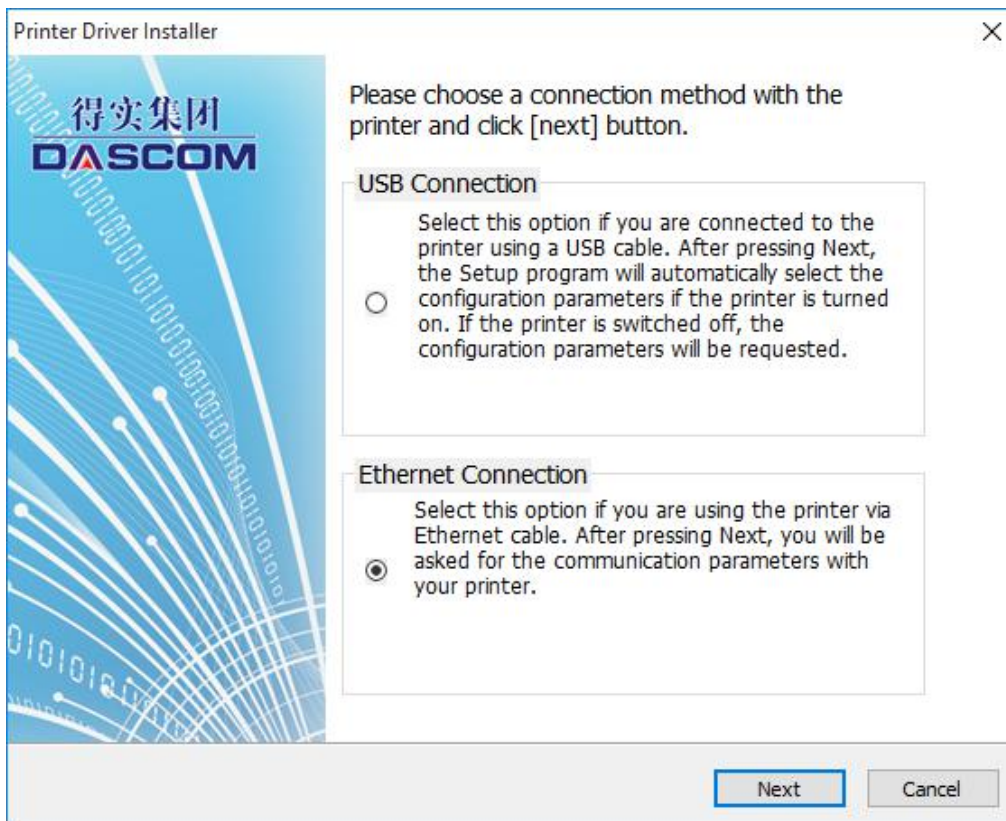 Printer Driver Installer
得实集团
DASCOM
Please choose a connection method with the
printer and click [next] button.
USB Connection
Select this option if you are connected to the
printer using a USB cable. After pressing Next,
the Setup program will automatically select the
configuration parameters if the printer is turned
on. If the printer is switched off, the
configuration parameters will be requested.
Ethernet Connection
Select this option if you are using the printer via
Ethernet cable. After pressing Next, you will be
asked for the communication parameters with
your printer.
Next
Cancel